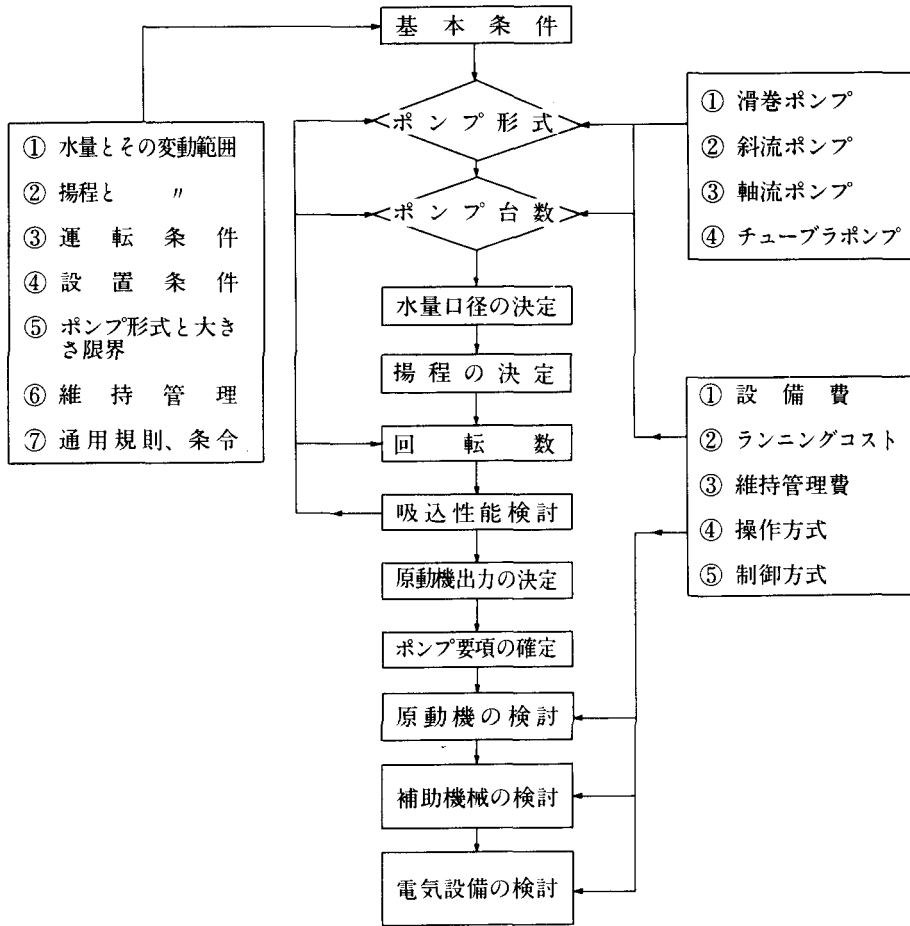 基本条件
ポンプ形式
ポンプ台数
水量口径の決定
揚程の決定
回転数
吸込性能検討
原動機出力の決定
ポンプ要項の確定
原動機の検討
補助機械の検討
電気設備の検討
① 水量とその変動範囲
② 揚程と 〃
③ 運転条件
④ 設置条件
⑤ ポンプ形式と大き
さ限界
⑥ 維持管理
⑦ 通用規則、条令
① 滑巻ポンプ
② 斜流ポンプ
③ 軸流ポンプ
④ チューブラポンプ
① 設備費
② ランニングコスト
③ 維持管理費
④ 操作方式
⑤ 制御方式